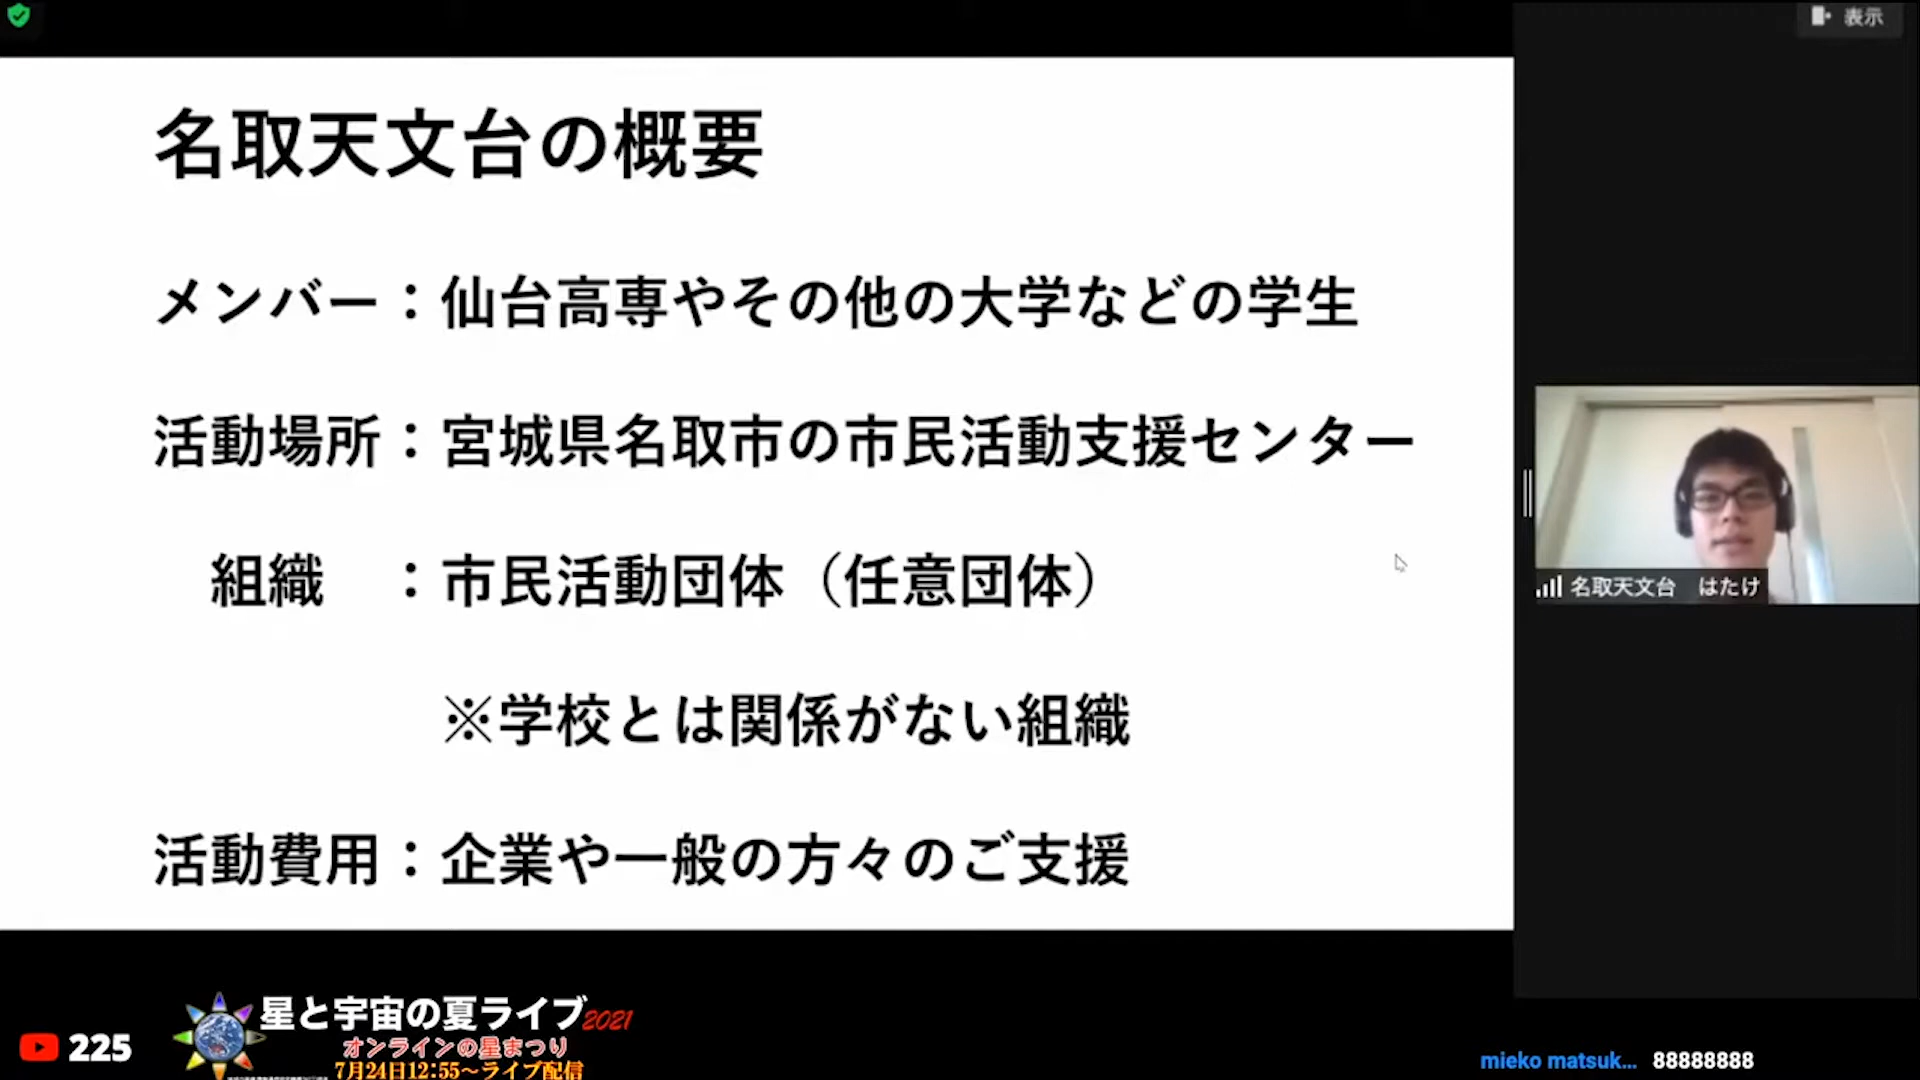 表示
名取天文台の概要
メンバー：仙台高専やその他の大学などの学生
活動場所：宮城県名取市の市民活動支援センター
組織　：市民活動団体（任意団体）
※学校とは関係がない組織
活動費用：企業や一般の方々のご支援
名取天文台　はたけ
225
星と宇宙の夏ライブ2021
オンラインの星まつり
7月24日12:55～ライブ配信
mieko matsuk... 88888888